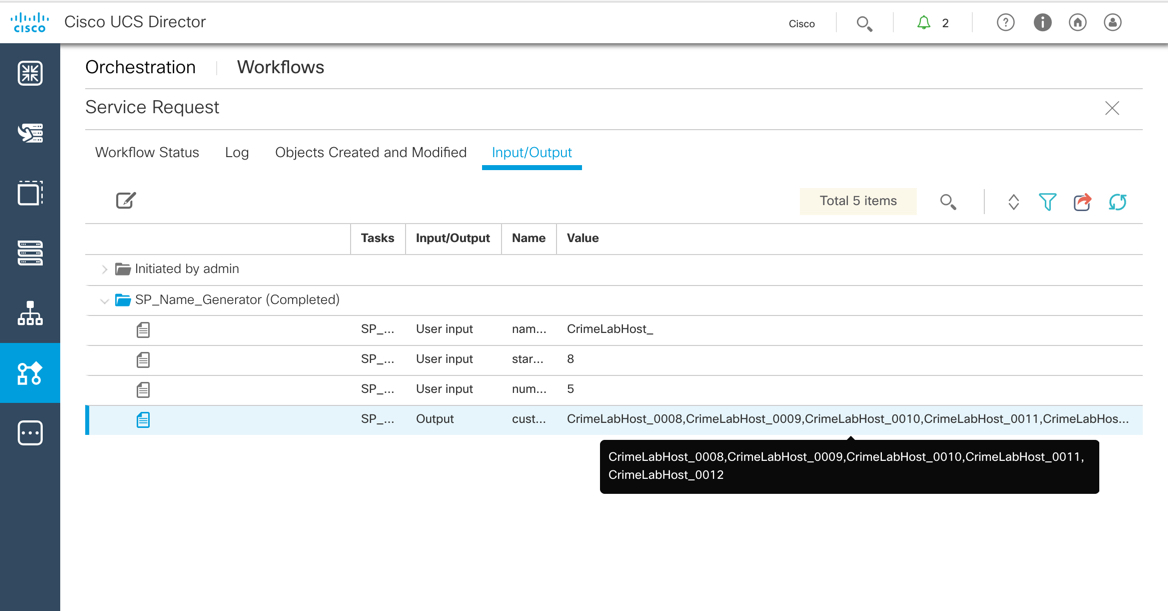 cisco Cisco UCS Director Cisco 2
Orchestration Workflows
Service Request
Workflow Status Log Objects Created and Modified Input/Output
Total 5 items
Tasks Input/Output Name Value
Initiated by admin
SP_Name_Generator (Completed)
SP_... User input nam... CrimeLabHost_
SP_... User input star... 8
SP_... User input num... 5
SP_... Output cust... CrimeLabHost_0008,CrimeLabHost_0009,CrimeLabHost_0010,CrimeLabHost_0011,CrimeLabHos...
CrimeLabHost_0008,CrimeLabHost_0009,CrimeLabHost_0010,CrimeLabHost_0011,
CrimeLabHost_0012